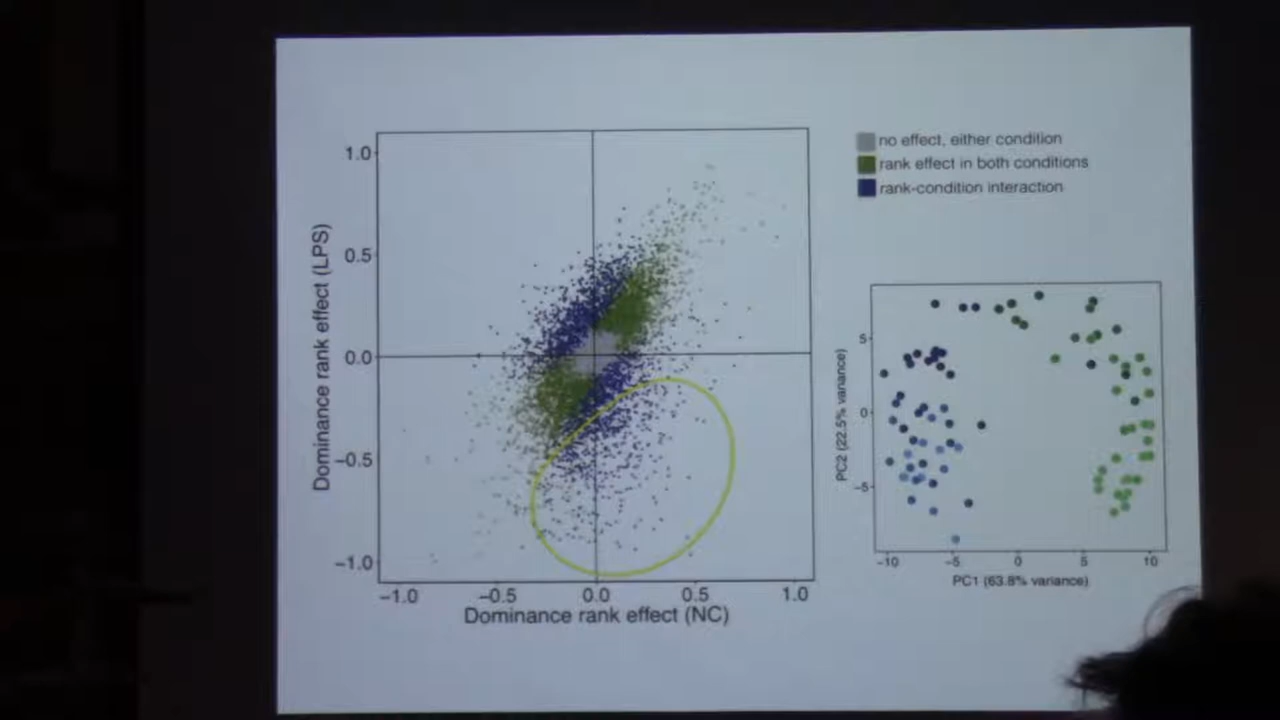 no effect, either condition
rank effect in both conditions
rank-condition interaction
Dominance rank effect (LPS)
1.0
0.5
0.0
−0.5
−1.0
−1.0
−0.5
0.0
0.5
1.0
Dominance rank effect (NC)
PC2 (22.5% variance)
5
0
−5
−10
−5
0
5
10
PC1 (63.8% variance)